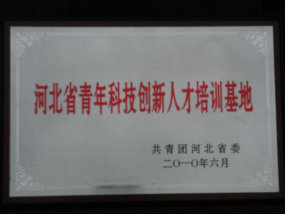 河北省青年科技创新人才培训基地
共青团河北省委
二〇一〇年六月